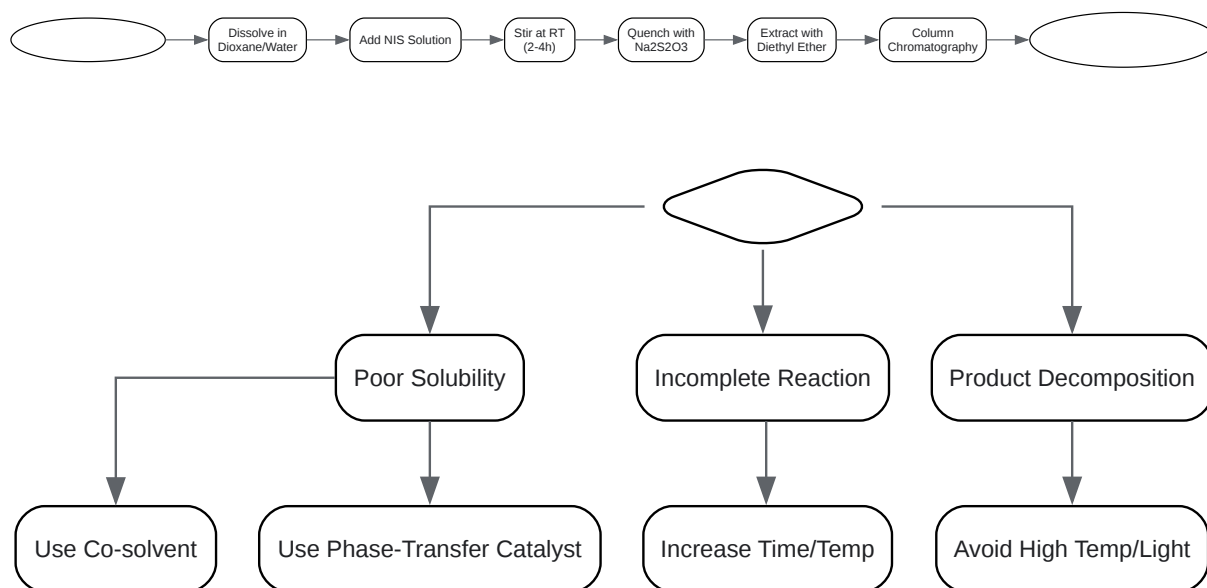 Dissolve in
Dioxane/Water
Add NIS Solution
Stir at RT
(2-4h)
Quench with
Na2S2O3
Extract with
Diethyl Ether
Column
Chromatography
Poor Solubility
Incomplete Reaction
Product Decomposition
Use Co-solvent
Use Phase-Transfer Catalyst
Increase Time/Temp
Avoid High Temp/Light